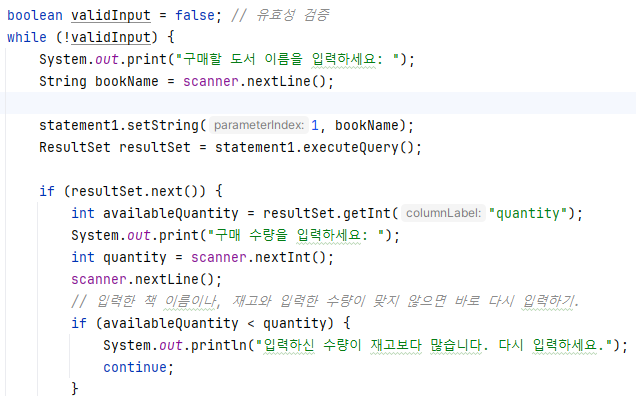 boolean validInput = false; // 유효성 검증
while (!validInput) {
System.out.print("구매할 도서 이름을 입력하세요: ");
String bookName = scanner.nextLine();
statement1.setString( parameterIndex: 1, bookName);
ResultSet resultSet = statement1.executeQuery();
if (resultSet.next()) {
int availableQuantity = resultSet.getInt( columnLabel: "quantity");
System.out.print("구매 수량을 입력하세요: ");
int quantity = scanner.nextInt();
scanner.nextLine();
// 입력한 책 이름이나, 재고와 입력한 수량이 맞지 않으면 바로 다시 입력하기.
if (availableQuantity < quantity) {
System.out.println("입력하신 수량이 재고보다 많습니다. 다시 입력하세요.");
continue;
}